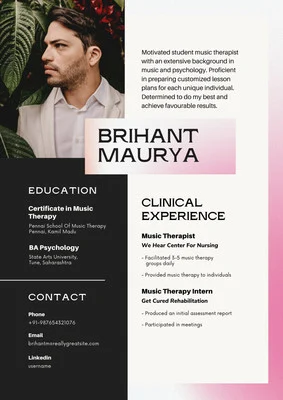 Motivated student music therapist
with an extensive background in
music and psychology. Proficient
in preparing customized lesson
plans for each unique individual.
Determined to do my best and
achieve favourable results.
BRIHANT
MAURYA
EDUCATION
Certificate in Music
Therapy
Pennai School Of Music Therapy
Pennai, Kamil Madu
BA Psychology
State Arts University,
Tune, Saharashtra
CONTACT
Phone
+91-987654321076
Email
brihantmoreallygreatsite.com
Linkedin
username
CLINICAL
EXPERIENCE
Music Therapist
We Hear Center For Nursing
- Facilitated 3-5 music therapy
groups daily
- Provided music therapy to individuals
Music Therapy Intern
Get Cured Rehabilitation
- Produced an initial assessment report
- Participated in meetings